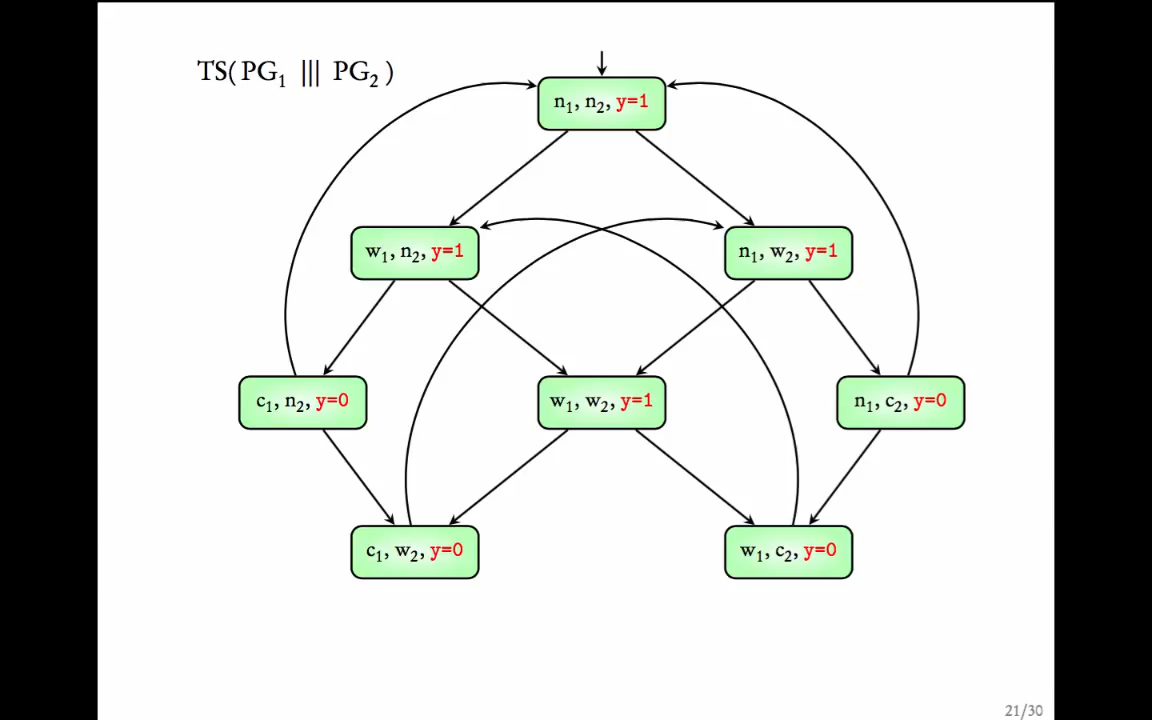 TS( PG₁ ||| PG₂ )
n₁, n₂, y=1
w₁, n₂, y=1
n₁, w₂, y=1
c₁, n₂, y=0
w₁, w₂, y=1
n₁, c₂, y=0
c₁, w₂, y=0
w₁, c₂, y=0
21/30